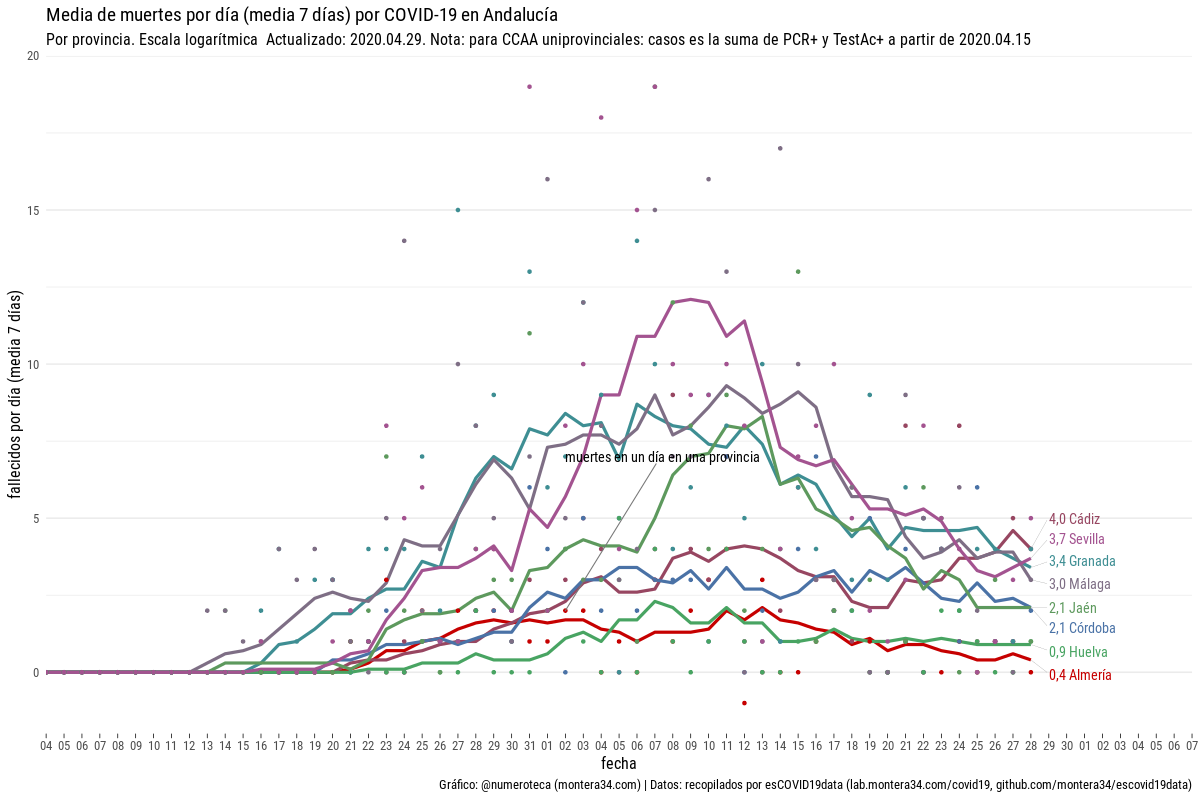 Media de muertes por día (media 7 días) por COVID-19 en Andalucía
Por provincia. Escala logarítmica  Actualizado: 2020.04.29. Nota: para CCAA uniprovinciales: casos es la suma de PCR+ y TestAc+ a partir de 2020.04.15
20
15
10
5
0
fallecidos por día (media 7 días)
muertes en un día en una provincia
4,0 Cádiz
3,7 Sevilla
3,4 Granada
3,0 Málaga
2,1 Jaén
2,1 Córdoba
0,9 Huelva
0,4 Almería
04 05 06 07 08 09 10 11 12 13 14 15 16 17 18 19 20 21 22 23 24 25 26 27 28 29 30 31 01 02 03 04 05 06 07 08 09 10 11 12 13 14 15 16 17 18 19 20 21 22 23 24 25 26 27 28 29 30 01 02 03 04 05 06 07
fecha
Gráfico: @numeroteca (montera34.com) | Datos: recopilados por esCOVID19data (lab.montera34.com/covid19, github.com/montera34/escovid19data)